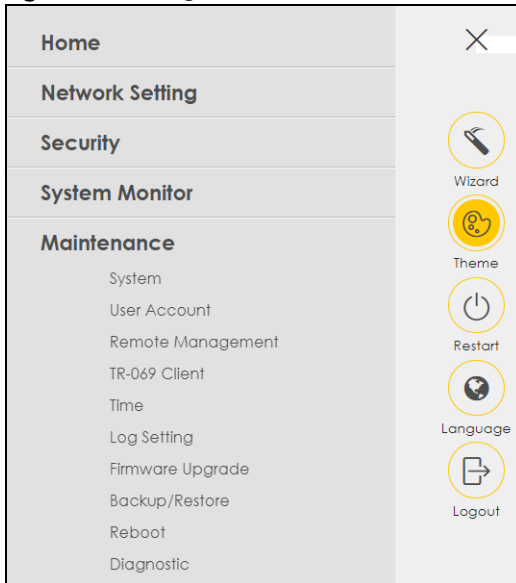 Home
Network Setting
Security
System Monitor
Maintenance
System
User Account
Remote Management
TR-069 Client
Time
Log Setting
Firmware Upgrade
Backup/Restore
Reboot
Diagnostic
Wizard
Theme
Restart
Language
Logout